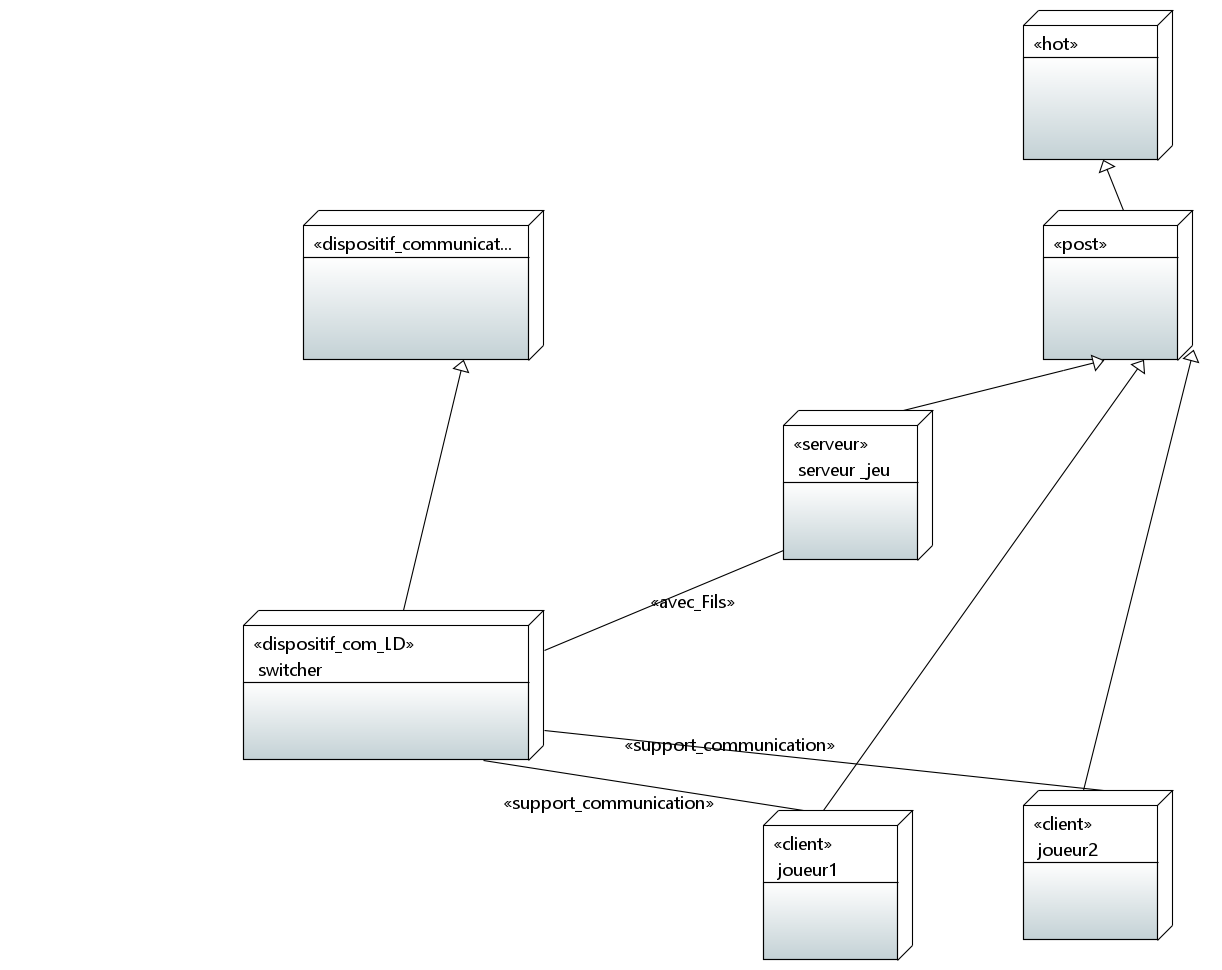 «hot»
«dispositif_communicat...
«post»
«serveur»
serveur _jeu
«avec_Fils»
«dispositif_com_LD»
switcher
«support_communication»
«support_communication»
«client»
joueur2
«client»
joueur1